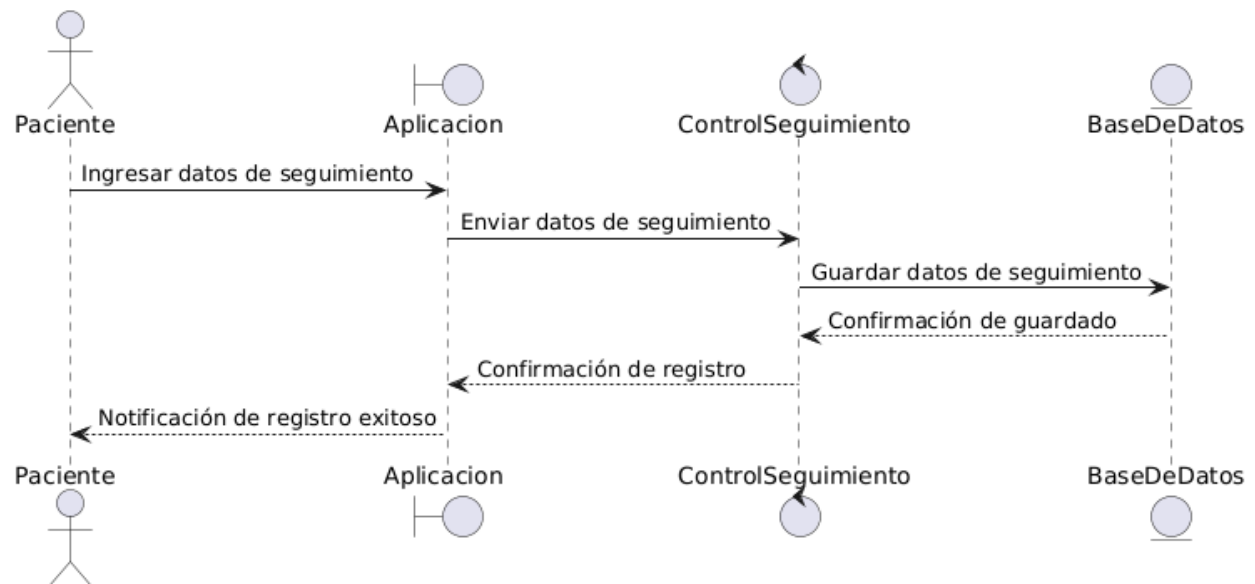 Paciente
Aplicacion
ControlSeguimiento
BaseDeDatos
Ingresar datos de seguimiento
Enviar datos de seguimiento
Guardar datos de seguimiento
Confirmación de guardado
Confirmación de registro
Notificación de registro exitoso
Paciente
Aplicacion
ControlSeguimiento
BaseDeDatos